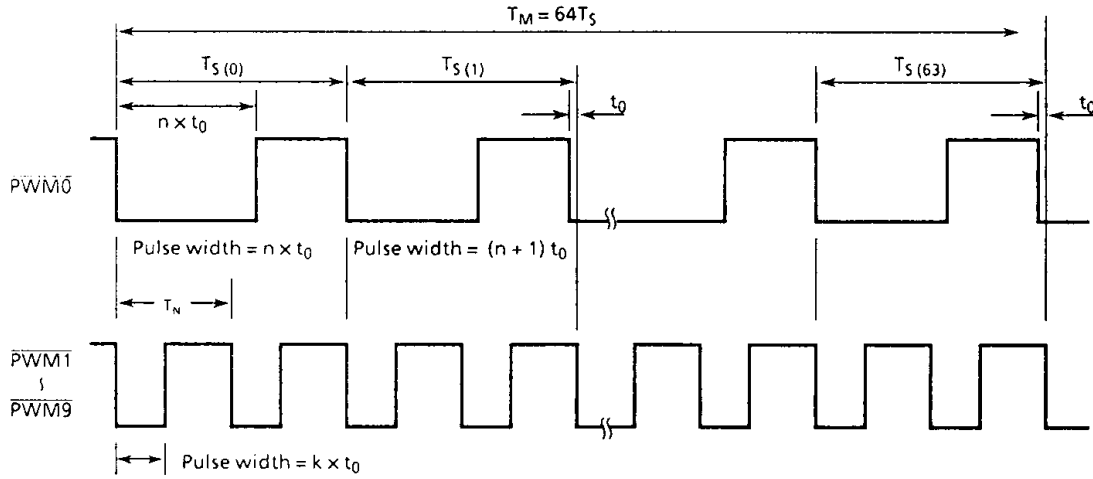 T_M = 64T_S
T_S (0)
T_S (1)
T_S (63)
n × t_0
t_0
t_0
PWM0
Pulse width = n × t_0
Pulse width = (n + 1) t_0
T_N
PWM1
~
PWM9
Pulse width = k × t_0